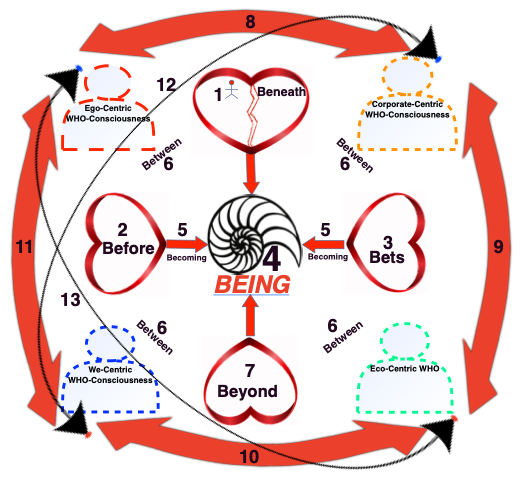 8
12
1
Beneath
Ego-Centric
WHO-Consciousness
Corporate-Centric
WHO-Consciousness
Between
6
Between
6
2
Before
5
Becoming
4
BEING
5
Becoming
3
Bets
11
9
13
6
Between
6
Between
We-Centric
WHO-Consciousness
7
Beyond
Eco-Centric WHO
10